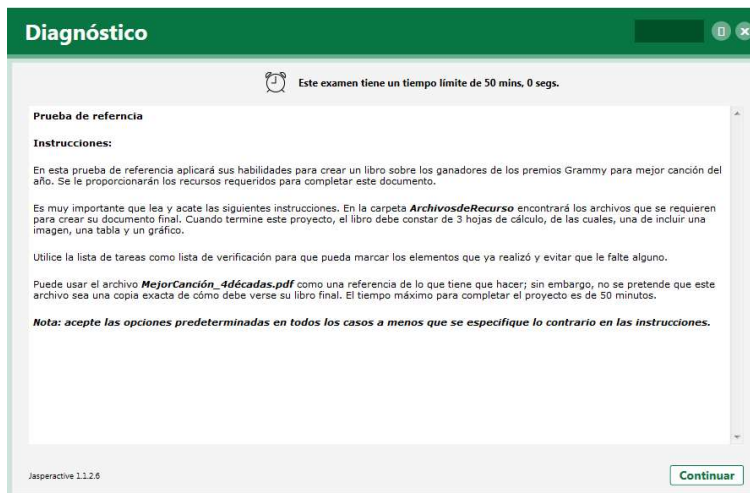 Diagnóstico
Este examen tiene un tiempo límite de 50 mins, 0 segs.
Prueba de referncia
Instrucciones:
En esta prueba de referencia aplicará sus habilidades para crear un libro sobre los ganadores de los premios Grammy para mejor canción del
año. Se le proporcionarán los recursos requeridos para completar este documento.
Es muy importante que lea y acate las siguientes instrucciones. En la carpeta ArchivosdeRecurso encontrará los archivos que se requieren
para crear su documento final. Cuando termine este proyecto, el libro debe constar de 3 hojas de cálculo, de las cuales, una de incluir una
imagen, una tabla y un gráfico.
Utilice la lista de tareas como lista de verificación para que pueda marcar los elementos que ya realizó y evitar que le falte alguno.
Puede usar el archivo MejorCanción_4décadas.pdf como una referencia de lo que tiene que hacer; sin embargo, no se pretende que este
archivo sea una copia exacta de cómo debe verse su libro final. El tiempo máximo para completar el proyecto es de 50 minutos.
Nota: acepte las opciones predeterminadas en todos los casos a menos que se especifique lo contrario en las instrucciones.
Jasperactive 1.1.2.6
Continuar